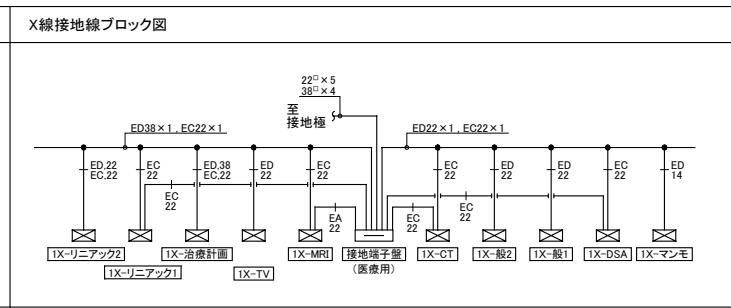 X線接地線ブロック図
22□×5
38□×4
至
接地極
ED38×1 , EC22×1
ED22×1 , EC22×1
ED,22
EC,22
EC
22
ED,38
EC,22
ED
22
EC
22
EC
22
ED
22
ED
22
EC
22
ED
14
EC
22
EC
22
EA
22
EC
22
1X-リニアック2
1X-治療計画
1X-MRI
接地端子盤
1X-CT
1X-般2
1X-般1
1X-DSA
1X-マンモ
1X-リニアック1
1X-TV
(医療用)